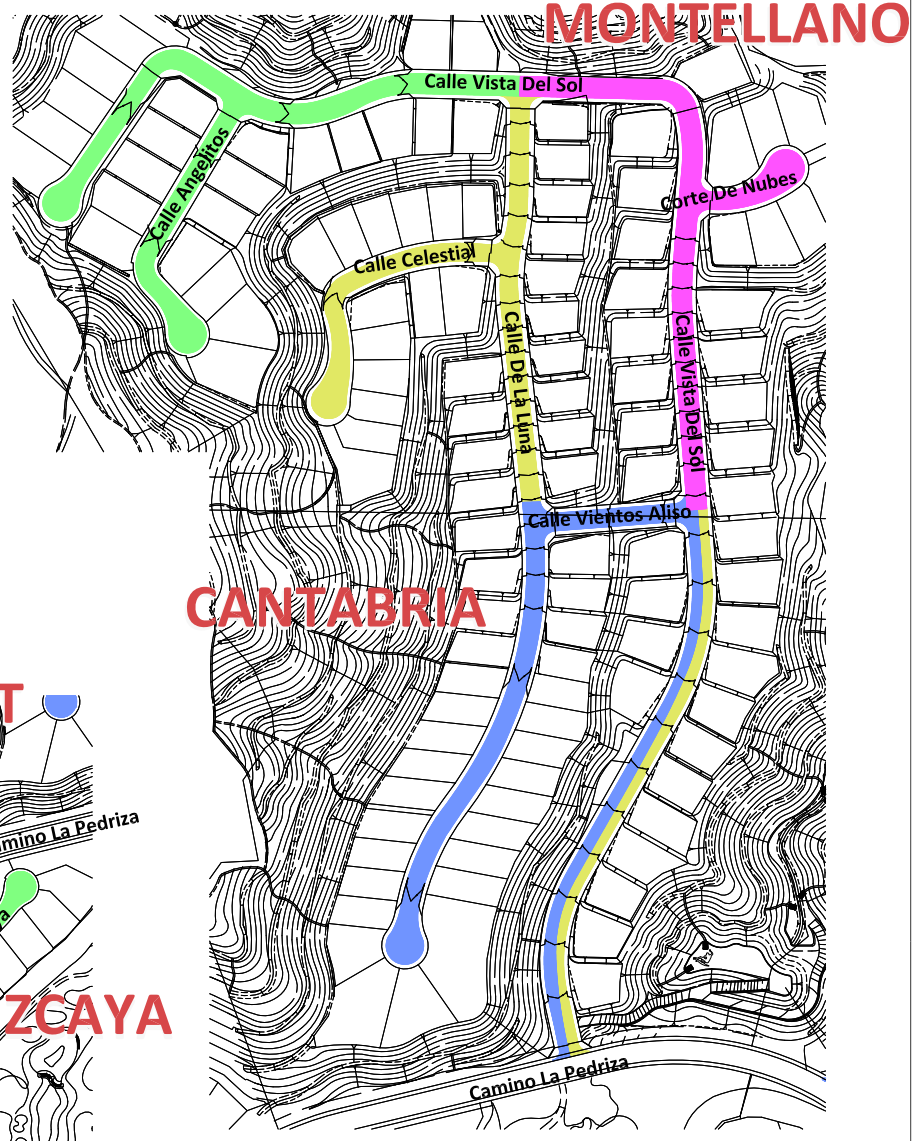 MONTELLANO
Calle Vista Del Sol
Calle Angelitos
Corte De Nubes
Calle Celestial
Calle De La Luna
Calle Vista Del Sol
Calle Vientos Aliso
CANTABRIA
T
mino La Pedriza
a
ZCAYA
Camino La Pedriza